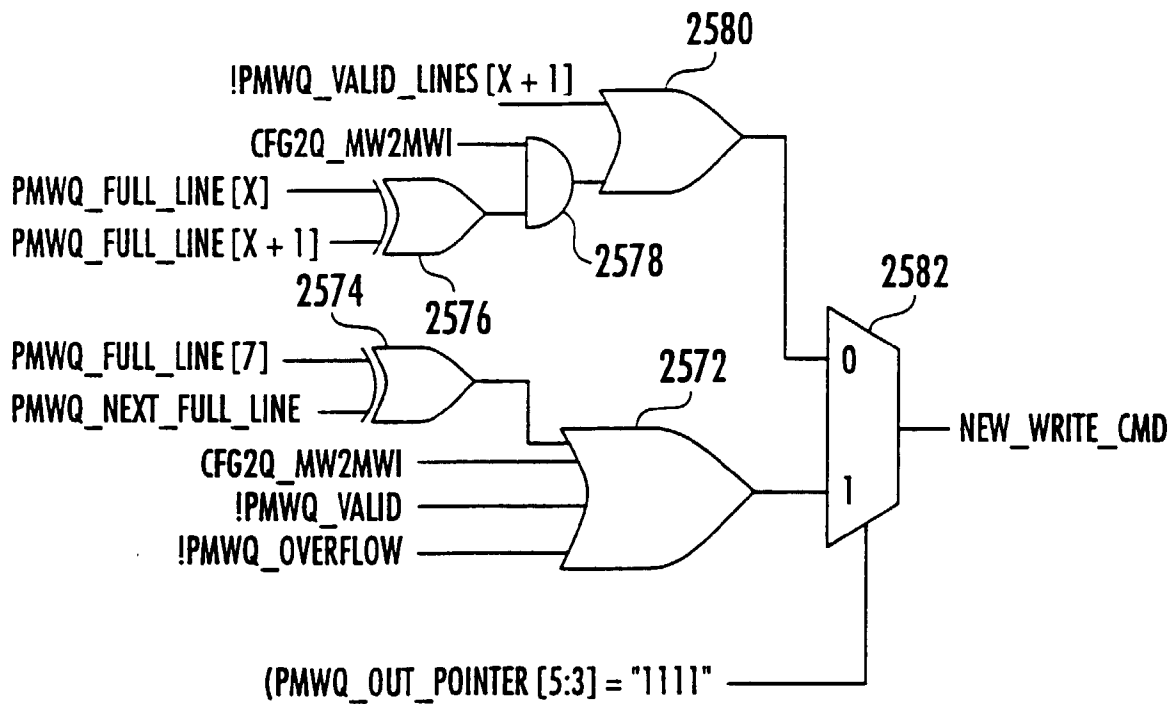 2580
!PMWQ_VALID_LINES [X + 1]
CFG2Q_MW2MWI
PMWQ_FULL_LINE [X]
PMWQ_FULL_LINE [X + 1]
2578
2576
2574
2582
PMWQ_FULL_LINE [7]
0
2572
PMWQ_NEXT_FULL_LINE
NEW_WRITE_CMD
CFG2Q_MW2MWI
1
!PMWQ_VALID
!PMWQ_OVERFLOW
(PMWQ_OUT_POINTER [5:3] = "1111"